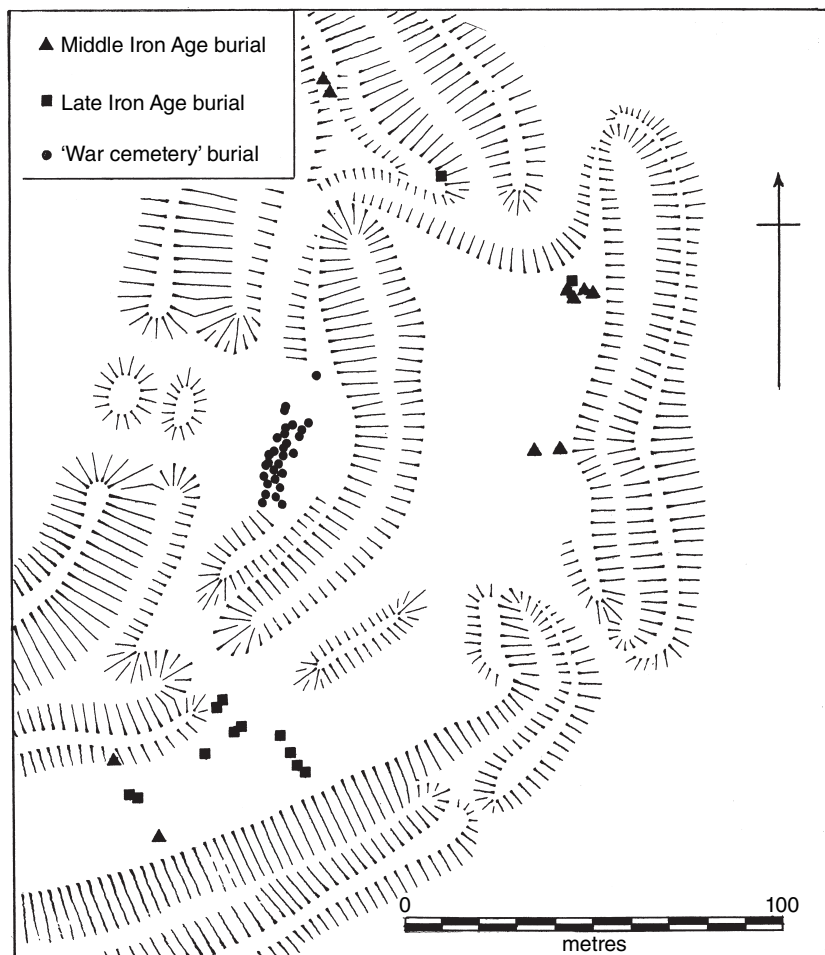 Middle Iron Age burial
Late Iron Age burial
‘War cemetery’ burial
0 100
metres